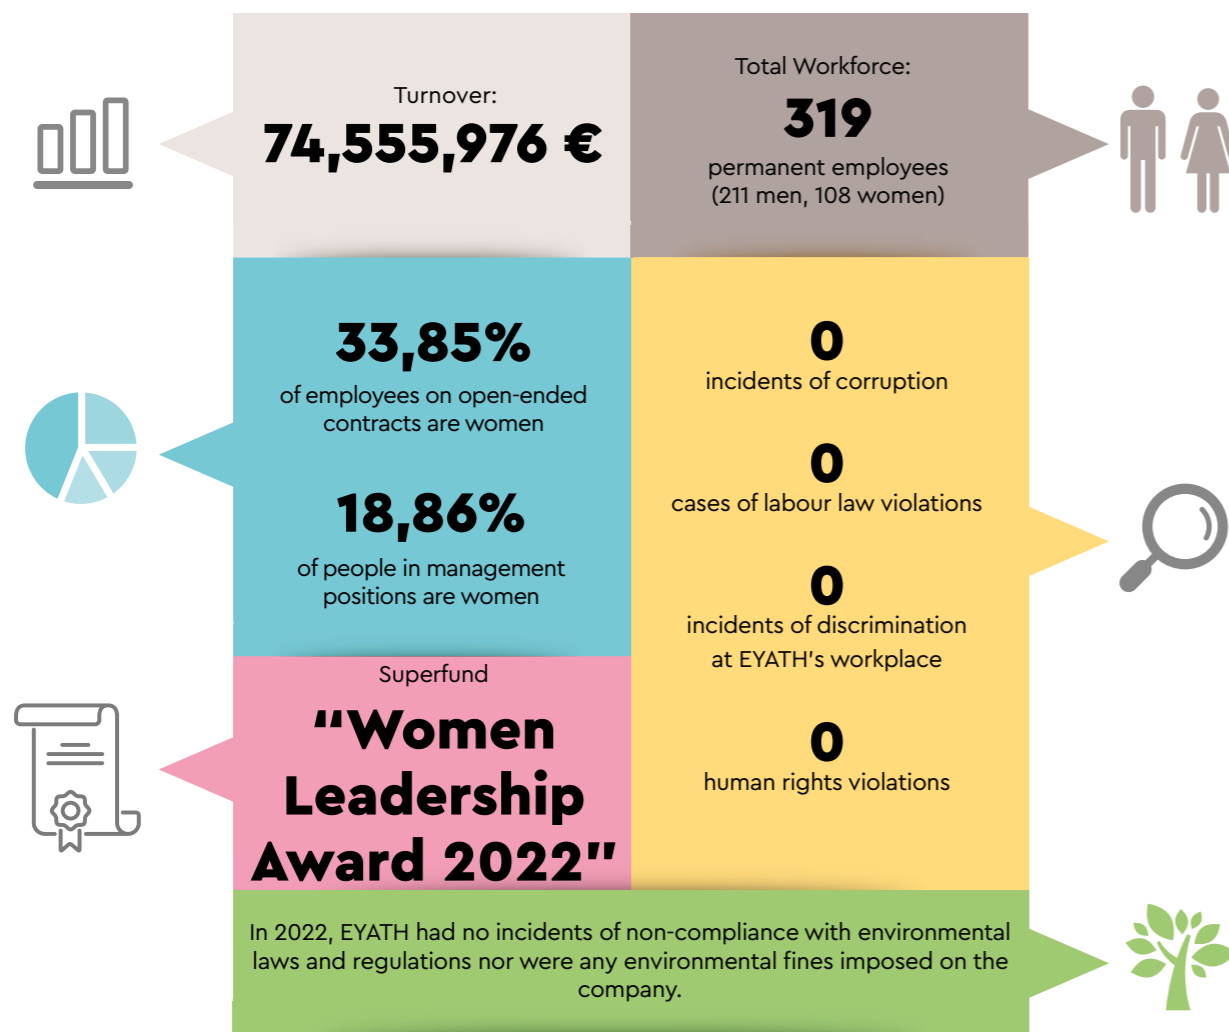 Turnover:
74,555,976 €
Total Workforce:
319
permanent employees
(211 men, 108 women)
33,85%
of employees on open-ended
contracts are women
18,86%
of people in management
positions are women
0
incidents of corruption
0
cases of labour law violations
0
incidents of discrimination
at EYATH’s workplace
0
human rights violations
Superfund
“Women
Leadership
Award 2022”
In 2022, EYATH had no incidents of non-compliance with environmental
laws and regulations nor were any environmental fines imposed on the
company.